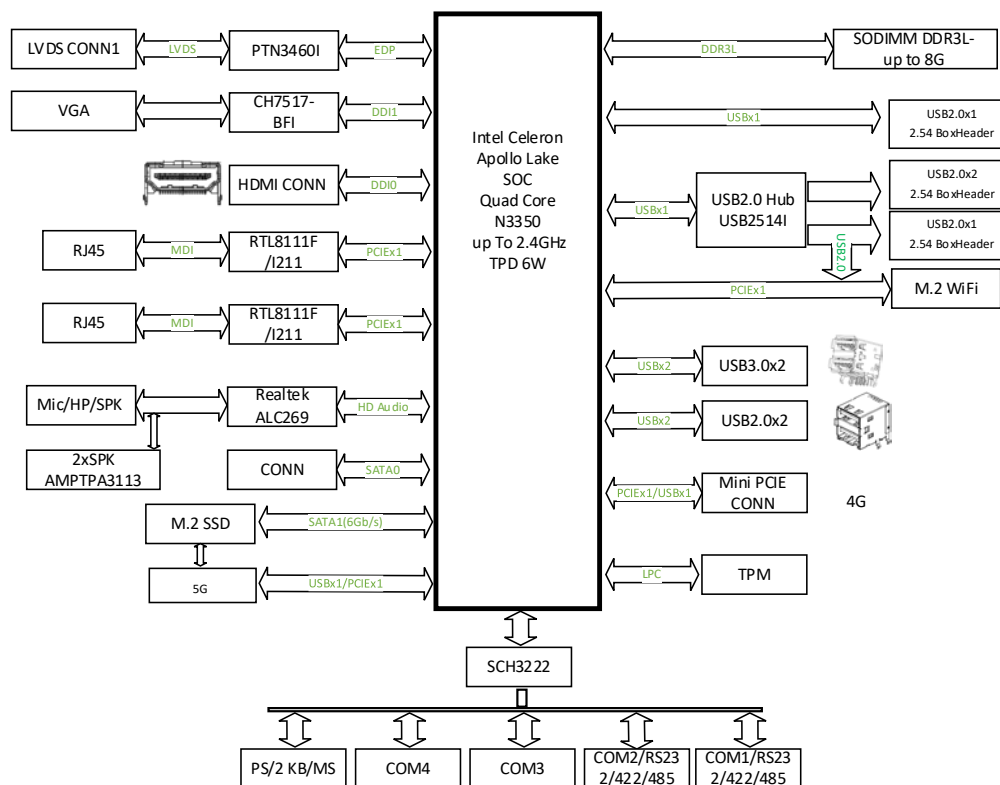 LVDS CONN1
LVDS
PTN3460I
EDP
VGA
CH7517-
BFI
DDI1
HDMI CONN
DDI0
RJ45
MDI
RTL8111F
/I211
PCIEx1
RJ45
MDI
RTL8111F
/I211
PCIEx1
Mic/HP/SPK
Realtek
ALC269
HD Audio
2xSPK
AMPTPA3113
CONN
SATA0
M.2 SSD
SATA1(6Gb/s)
5G
USBx1/PCIEx1
Intel Celeron
Apollo Lake
SOC
Quad Core
N3350
up To 2.4GHz
TPD 6W
DDR3L
SODIMM DDR3L-
up to 8G
USBx1
USB2.0x1
2.54 BoxHeader
USBx1
USB2.0 Hub
USB2514I
USB2.0x2
2.54 BoxHeader
USB2.0x1
2.54 BoxHeader
USB2.0
PCIEx1
M.2 WiFi
USBx2
USB3.0x2
USBx2
USB2.0x2
PCIEx1/USBx1
Mini PCIE
CONN
4G
LPC
TPM
SCH3222
PS/2 KB/MS
COM4
COM3
COM2/RS23
2/422/485
COM1/RS23
2/422/485